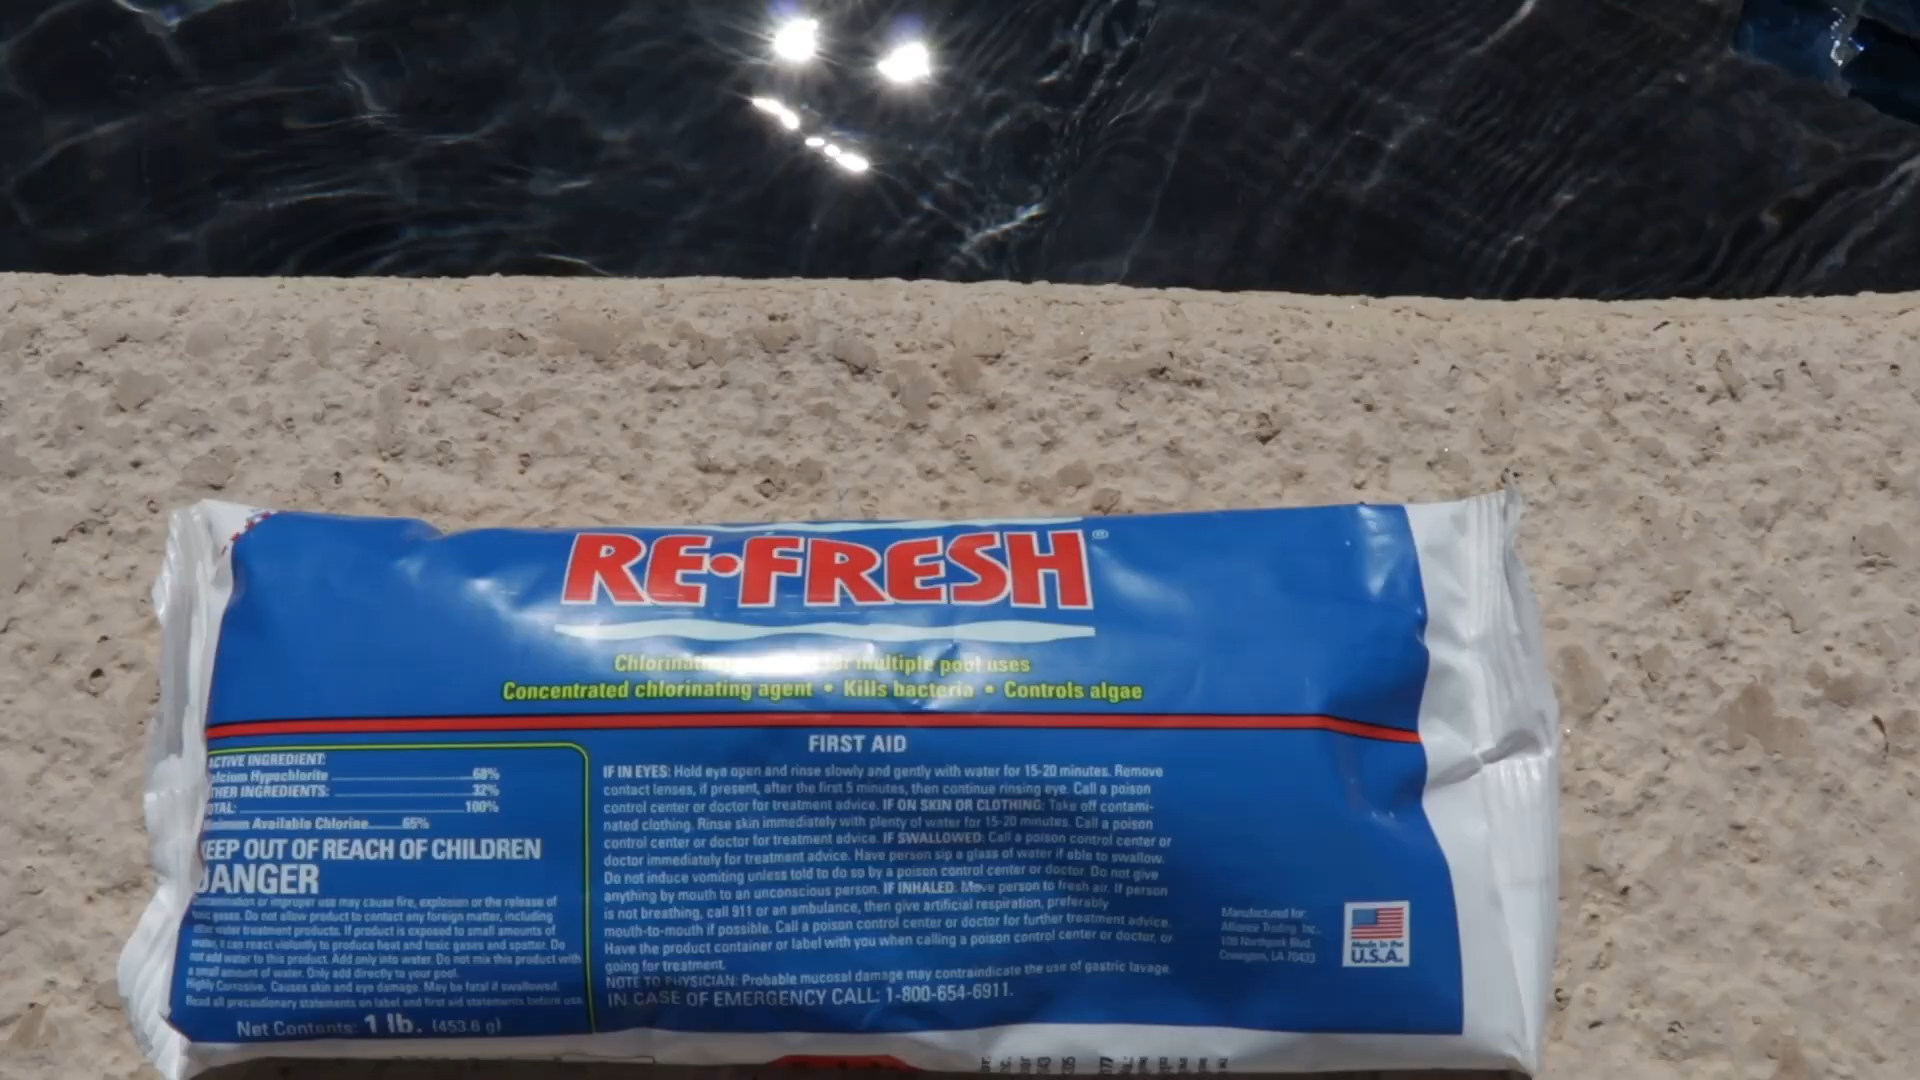 RE•FRESH®
multiple pool uses
Concentrated chlorinating agent • Kills bacteria • Controls algae
ACTIVE INGREDIENT:
Hypochlorite 68%
INGREDIENTS: 32%
100%
Available Chlorine 65%
KEEP OUT OF REACH OF CHILDREN
DANGER
Contamination or improper use may cause fire, explosion or the release of
toxic gases. Do not allow product to contact any foreign matter, including
other water treatment products. If product is exposed to small amounts of
water, it can react violently to produce heat and toxic gases and spatter. Do
not add water to this product. Add only into water. Do not mix this product with
a small amount of water. Only add directly to your pool.
Highly Corrosive. Causes skin and eye damage. May be fatal if swallowed.
Read all precautionary statements on label and first aid statements before use.
Net Contents: 1 lb. (453.6 g)
FIRST AID
IF IN EYES: Hold eye open and rinse slowly and gently with water for 15-20 minutes. Remove
contact lenses, if present, after the first 5 minutes, then continue rinsing eye. Call a poison
control center or doctor for treatment advice. IF ON SKIN OR CLOTHING: Take off contami-
nated clothing. Rinse skin immediately with plenty of water for 15-20 minutes. Call a poison
control center or doctor for treatment advice. IF SWALLOWED: Call a poison control center or
doctor immediately for treatment advice. Have person sip a glass of water if able to swallow.
Do not induce vomiting unless told to do so by a poison control center or doctor. Do not give
anything by mouth to an unconscious person. IF INHALED: Move person to fresh air. If person
is not breathing, call 911 or an ambulance, then give artificial respiration, preferably
mouth-to-mouth if possible. Call a poison control center or doctor for further treatment advice.
Have the product container or label with you when calling a poison control center or doctor, or
going for treatment.
NOTE TO PHYSICIAN: Probable mucosal damage may contraindicate the use of gastric lavage.
IN CASE OF EMERGENCY CALL: 1-800-654-6911.
Manufactured for:
Alliance Trading, Inc.,
109 Northpark Blvd.
Covington, LA 70433
Made in the
U.S.A.